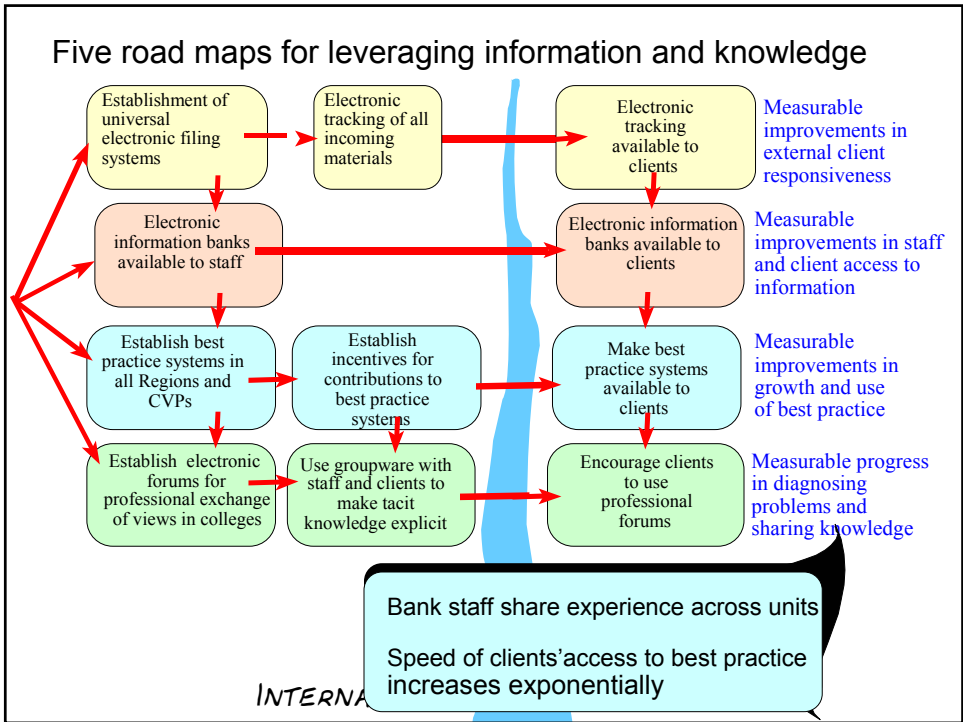 Five road maps for leveraging information and knowledge
Establishment of
universal
electronic filing
systems
Electronic
tracking of all
incoming
materials
Electronic
tracking
available to
clients
Measurable
improvements in
external client
responsiveness
Electronic
information banks
available to staff
Electronic information
banks available to
clients
Measurable
improvements in staff
and client access to
information
Establish best
practice systems in
all Regions and
CVPs
Establish
incentives for
contributions to
best practice
systems
Make best
practice systems
available to
clients
Measurable
improvements in
growth and use
of best practice
Establish electronic
forums for
professional exchange
of views in colleges
Use groupware with
staff and clients to
make tacit
knowledge explicit
Encourage clients
to use
professional
forums
Measurable progress
in diagnosing
problems and
sharing knowledge
Bank staff share experience across units
Speed of clients'access to best practice
increases exponentially